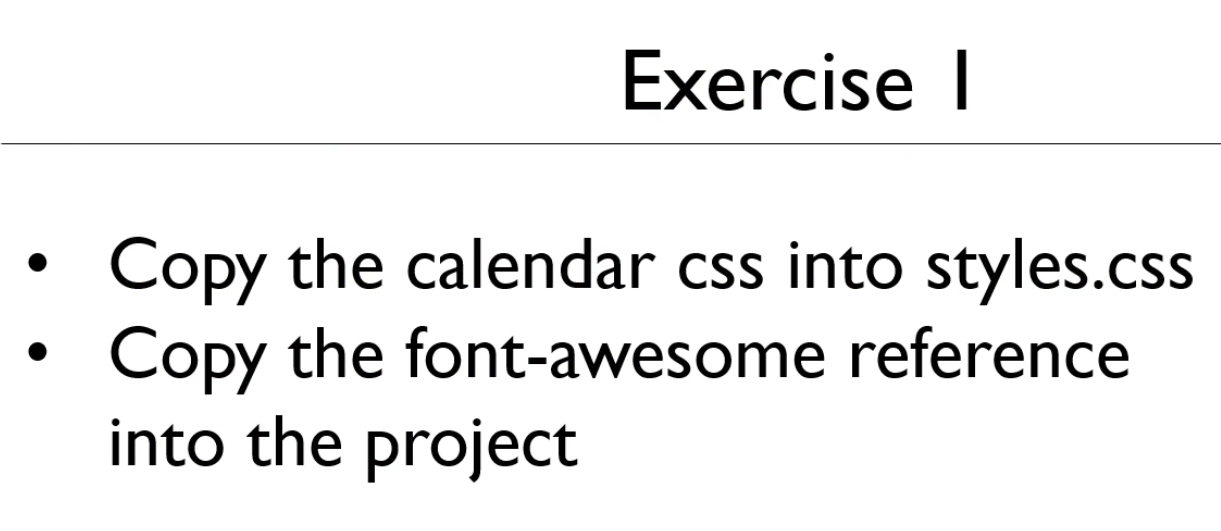 Exercise 1
• Copy the calendar css into styles.css
• Copy the font-awesome reference
into the project